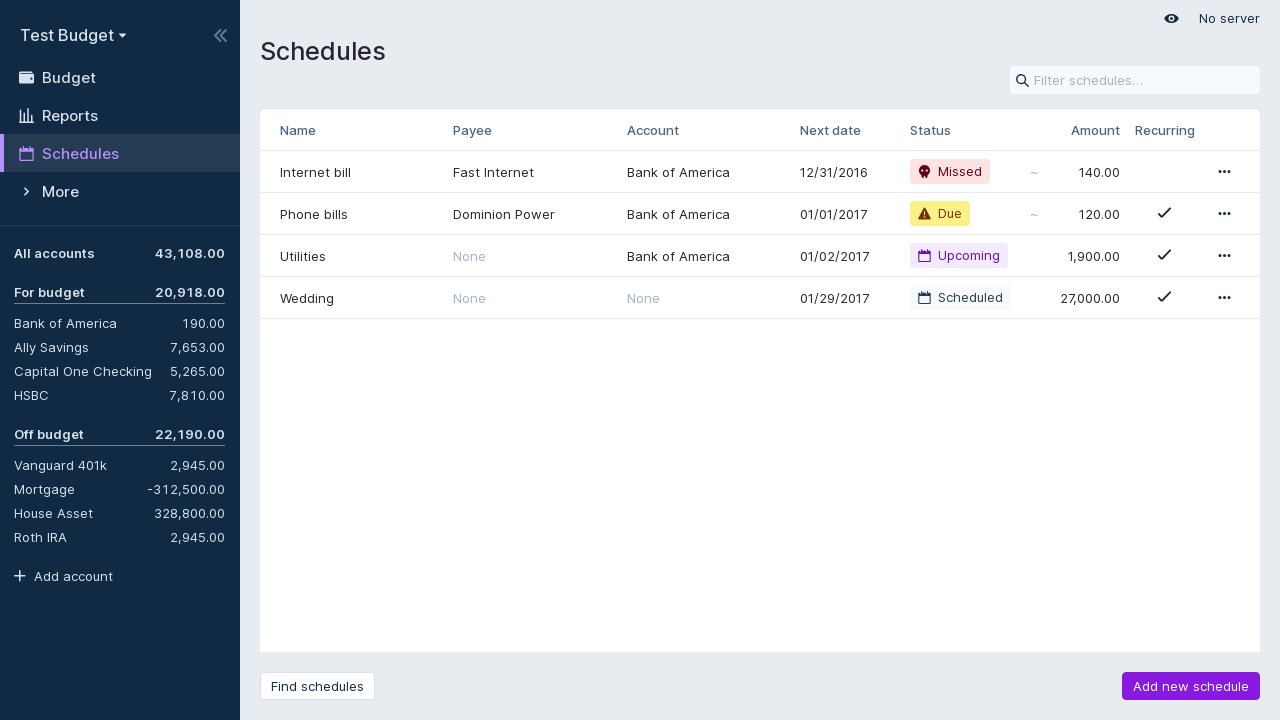 Test Budget
Budget
Reports
Schedules
More
All accounts 43,108.00
For budget 20,918.00
Bank of America 190.00
Ally Savings 7,653.00
Capital One Checking 5,265.00
HSBC 7,810.00
Off budget 22,190.00
Vanguard 401k 2,945.00
Mortgage -312,500.00
House Asset 328,800.00
Roth IRA 2,945.00
Add account
No server
Schedules
Filter schedules…
Name Payee Account Next date Status Amount Recurring
Internet bill Fast Internet Bank of America 12/31/2016 Missed ~ 140.00
Phone bills Dominion Power Bank of America 01/01/2017 Due ~ 120.00
Utilities None Bank of America 01/02/2017 Upcoming 1,900.00
Wedding None None 01/29/2017 Scheduled 27,000.00
Find schedules
Add new schedule